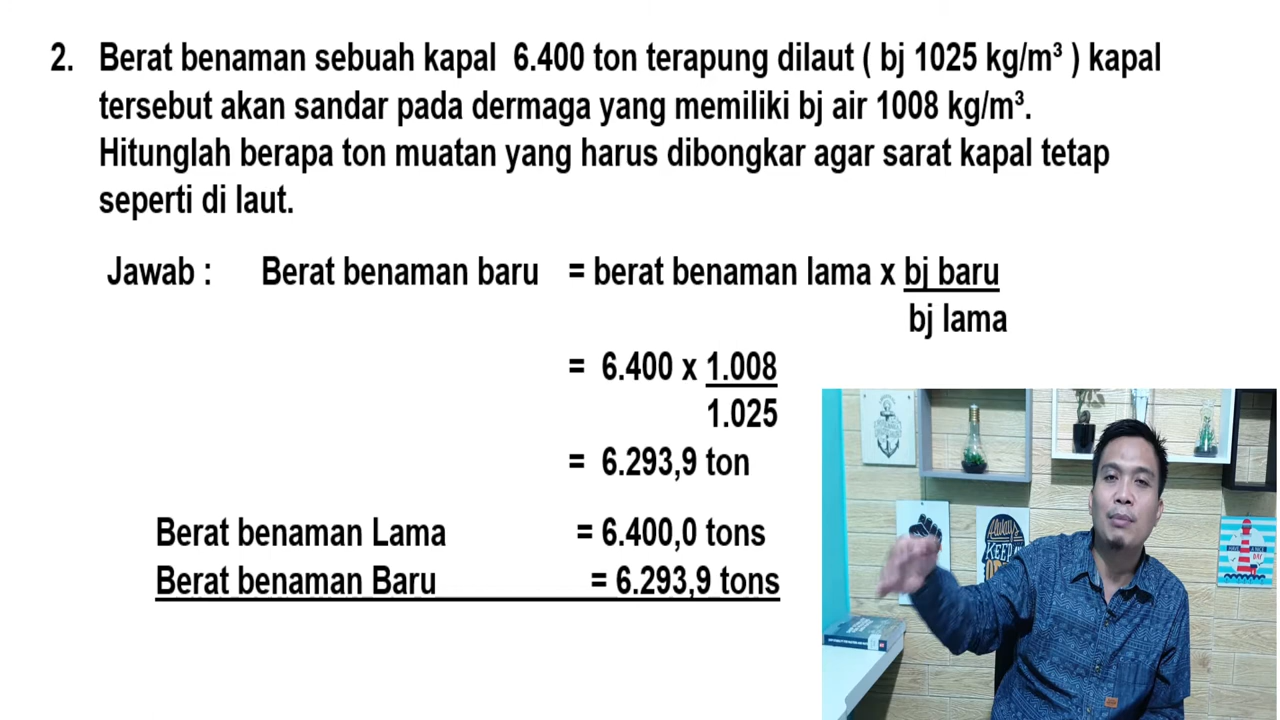 2. Berat benaman sebuah kapal 6.400 ton terapung dilaut ( bj 1025 kg/m³ ) kapal
tersebut akan sandar pada dermaga yang memiliki bj air 1008 kg/m³.
Hitunglah berapa ton muatan yang harus dibongkar agar sarat kapal tetap
seperti di laut.
Jawab : Berat benaman baru = berat benaman lama x bj baru
bj lama
= 6.400 x 1.008
1.025
= 6.293,9 ton
Berat benaman Lama = 6.400,0 tons
Berat benaman Baru = 6.293,9 tons
ALWAYS
KEEP